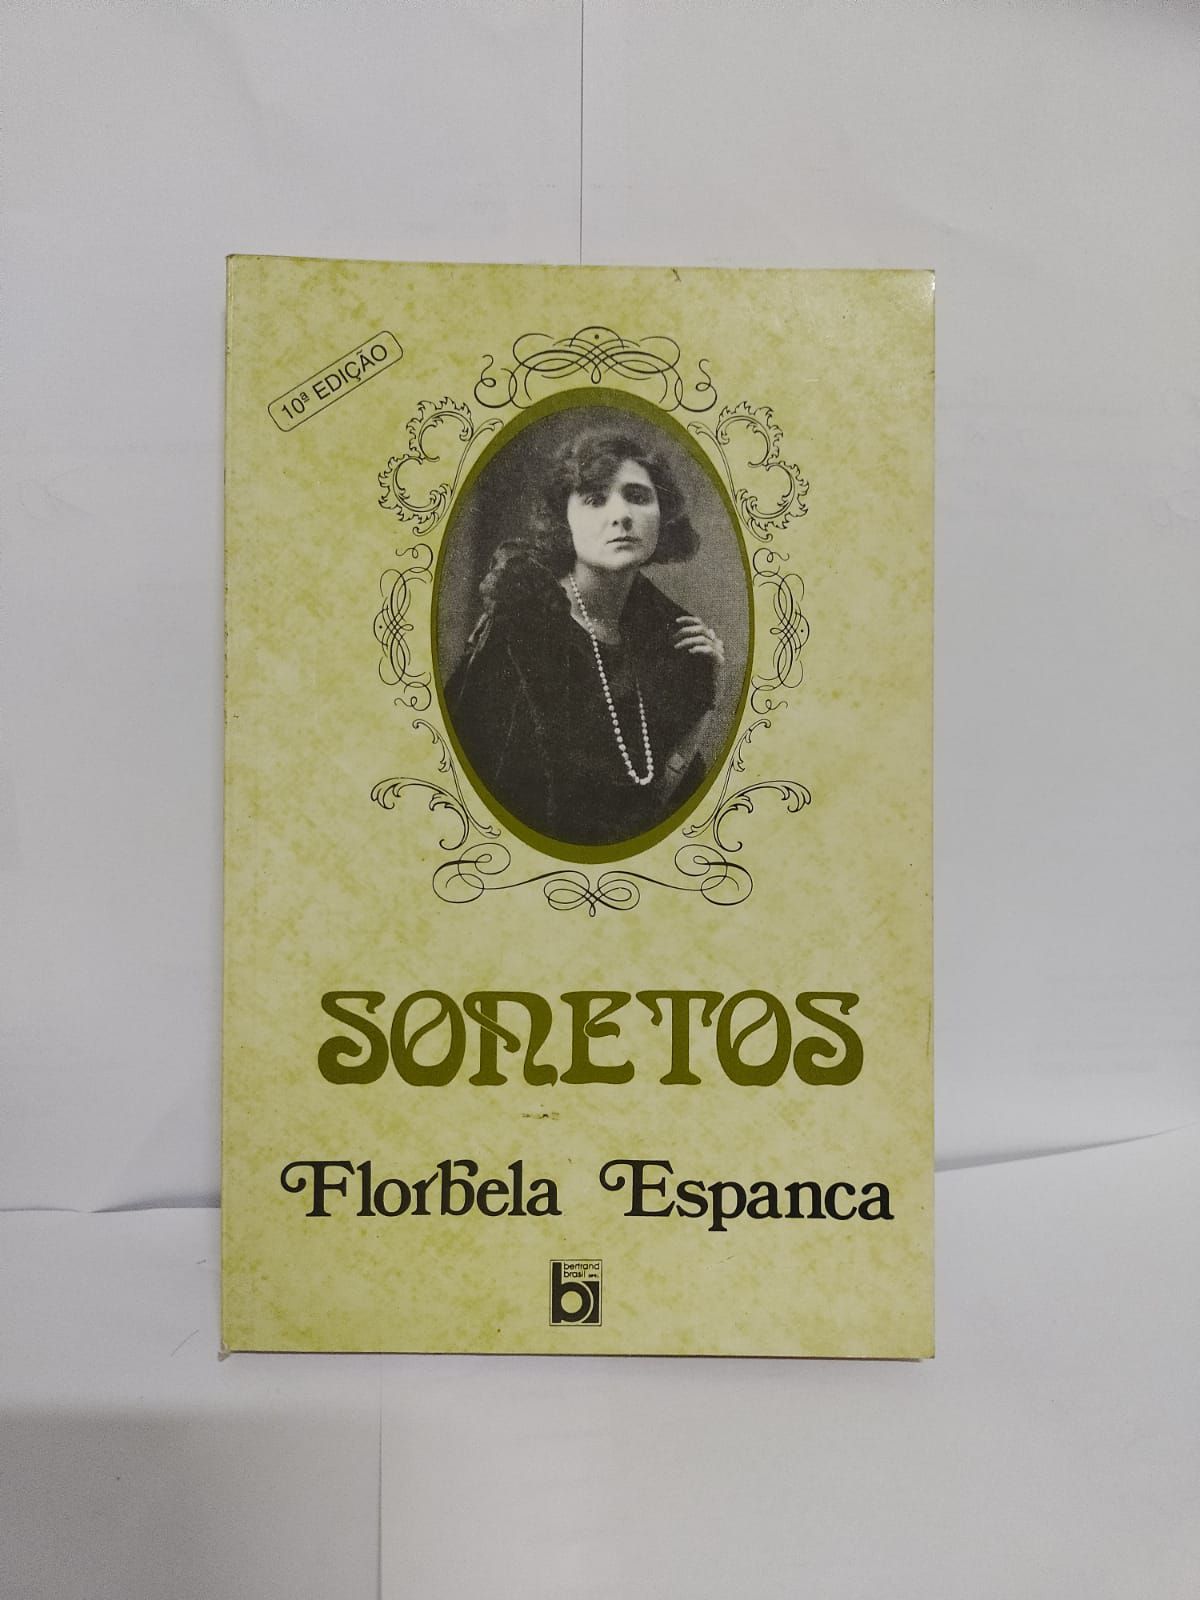 10ª EDIÇÃO
SONETOS
Florbela Espanca
bertrand
brasil